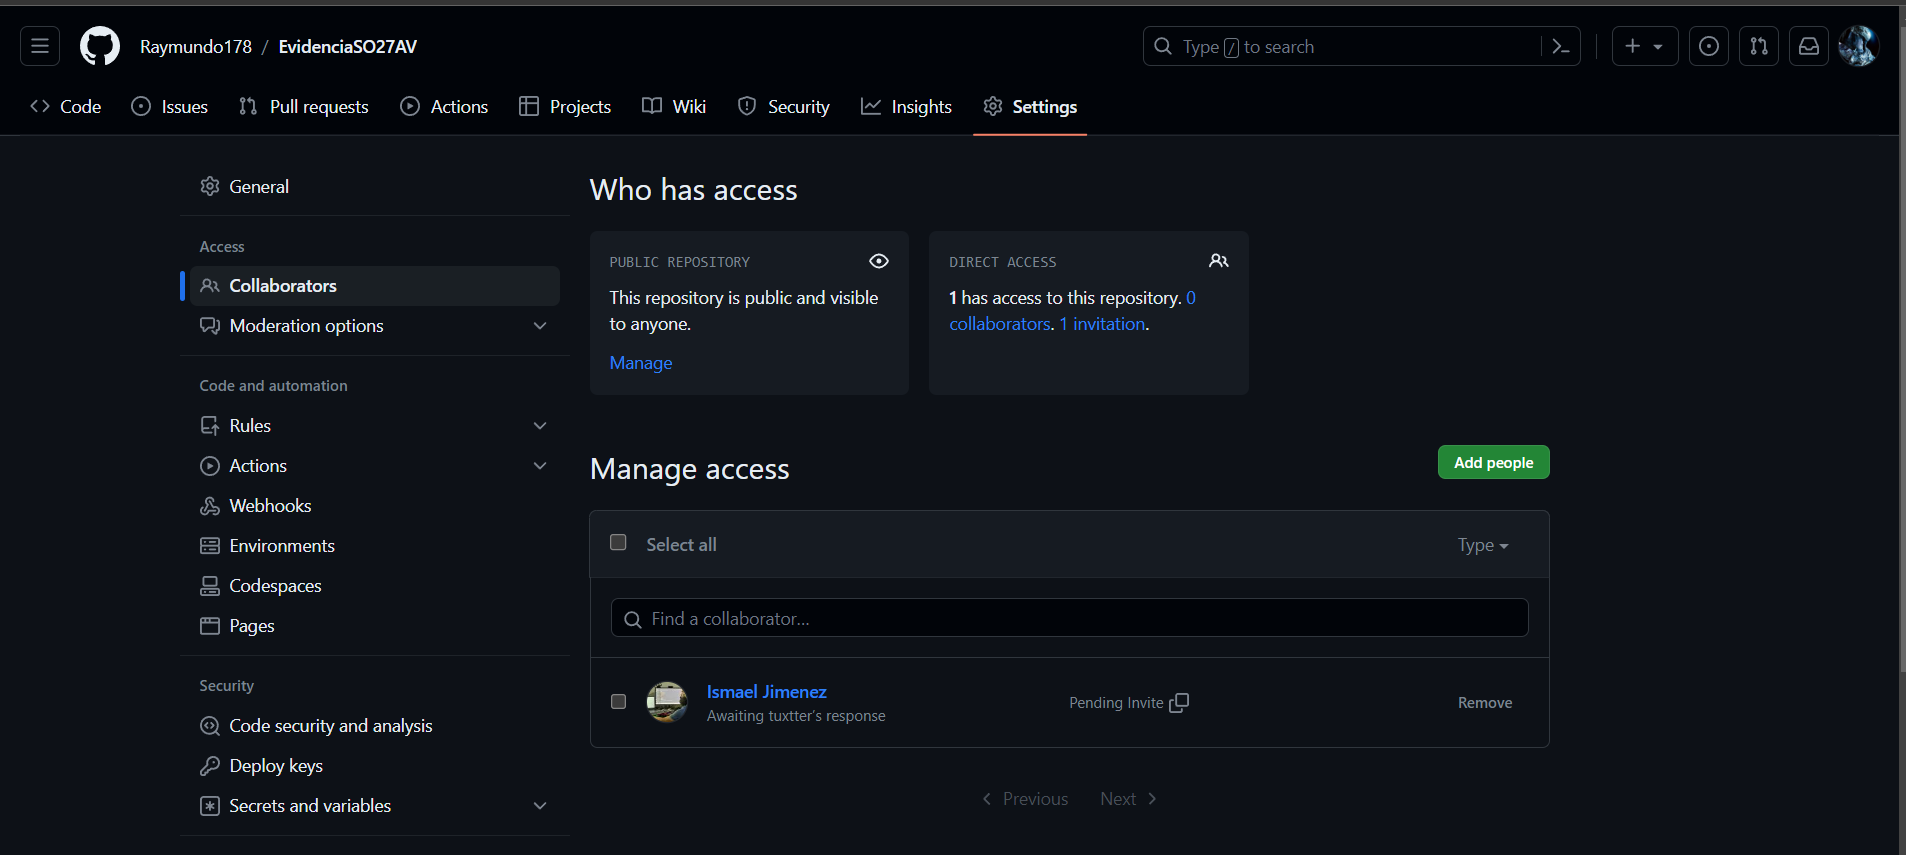 Raymundo178 / EvidenciaSO27AV
Type / to search
Code
Issues
Pull requests
Actions
Projects
Wiki
Security
Insights
Settings
General
Access
Collaborators
Moderation options
Code and automation
Rules
Actions
Webhooks
Environments
Codespaces
Pages
Security
Code security and analysis
Deploy keys
Secrets and variables
Who has access
PUBLIC REPOSITORY
This repository is public and visible
to anyone.
Manage
DIRECT ACCESS
1 has access to this repository. 0
collaborators. 1 invitation.
Manage access
Add people
Select all
Type
Find a collaborator...
Ismael Jimenez
Awaiting tuxtter's response
Pending Invite
Remove
Previous
Next